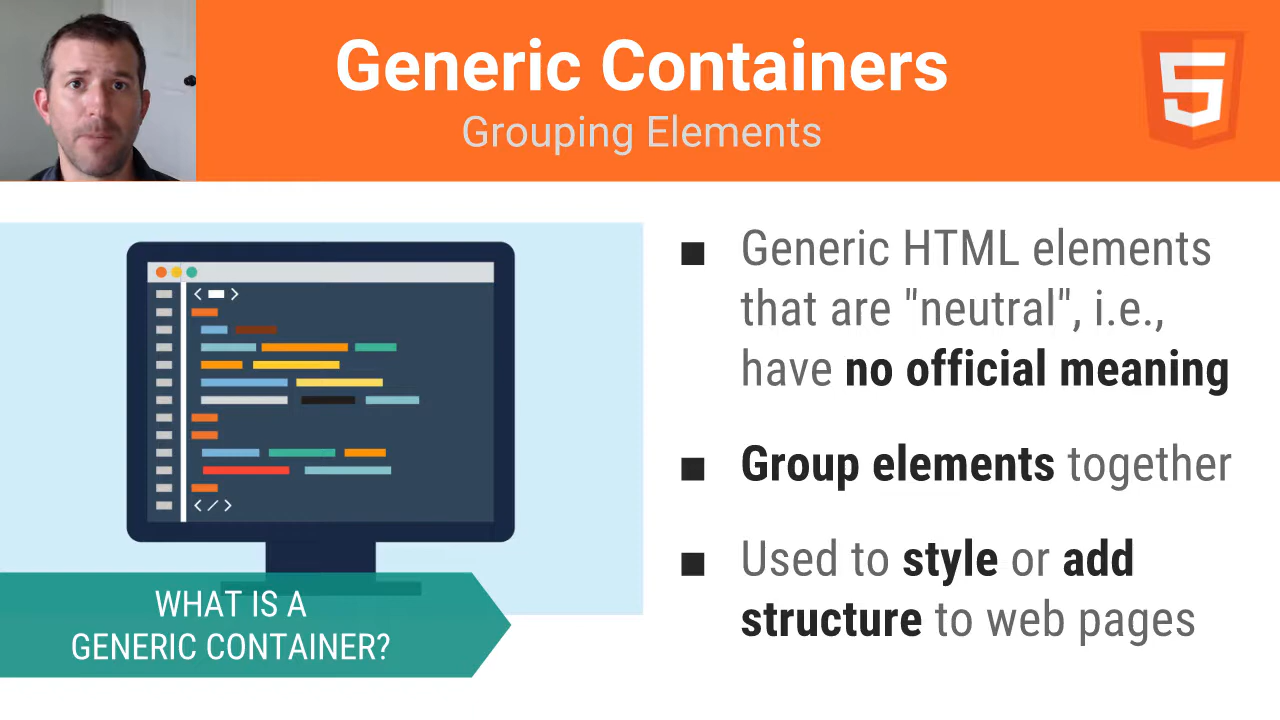 Generic Containers
Grouping Elements
5
Generic HTML elements
that are "neutral", i.e.,
have no official meaning
Group elements together
Used to style or add
structure to web pages
< >
</>
WHAT IS A
GENERIC CONTAINER?